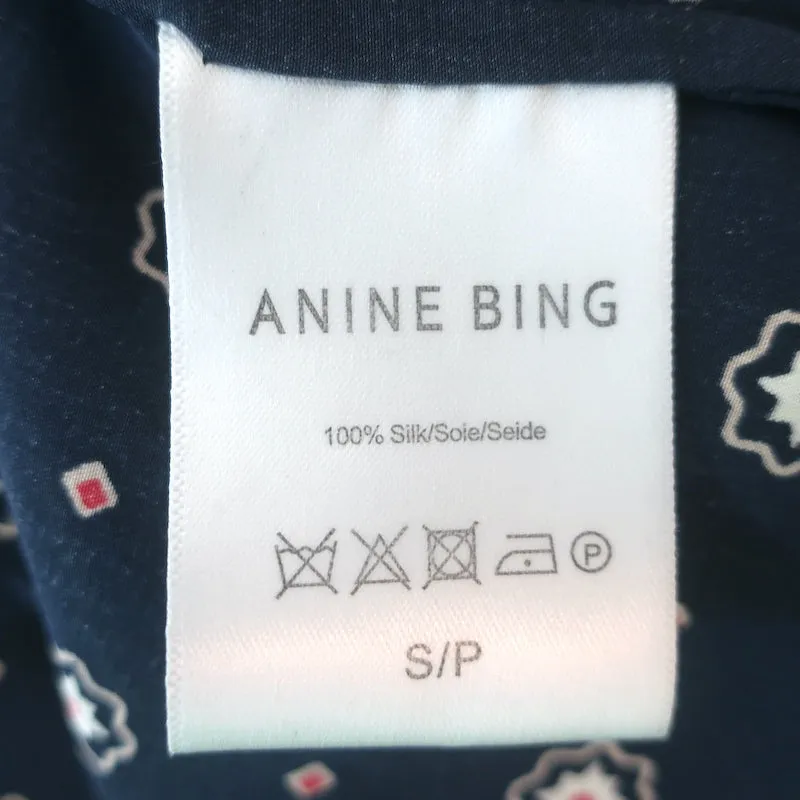 ANINE BING
100% Silk/Soie/Seide
P
S/P